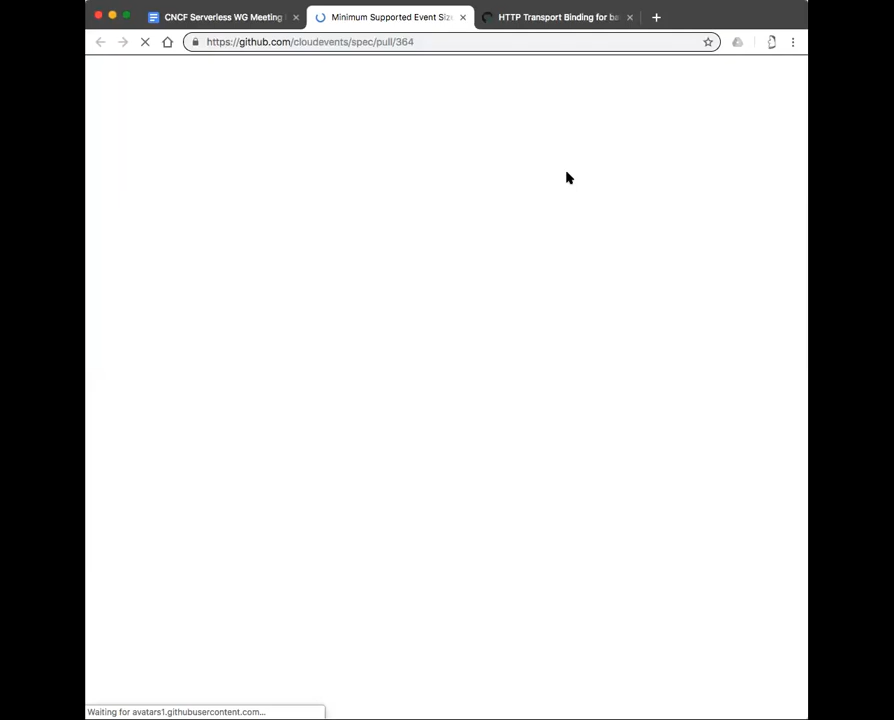 CNCF Serverless WG Meeting
Minimum Supported Event Size
HTTP Transport Binding for ba
https://github.com/cloudevents/spec/pull/364
Waiting for avatars1.githubusercontent.com...